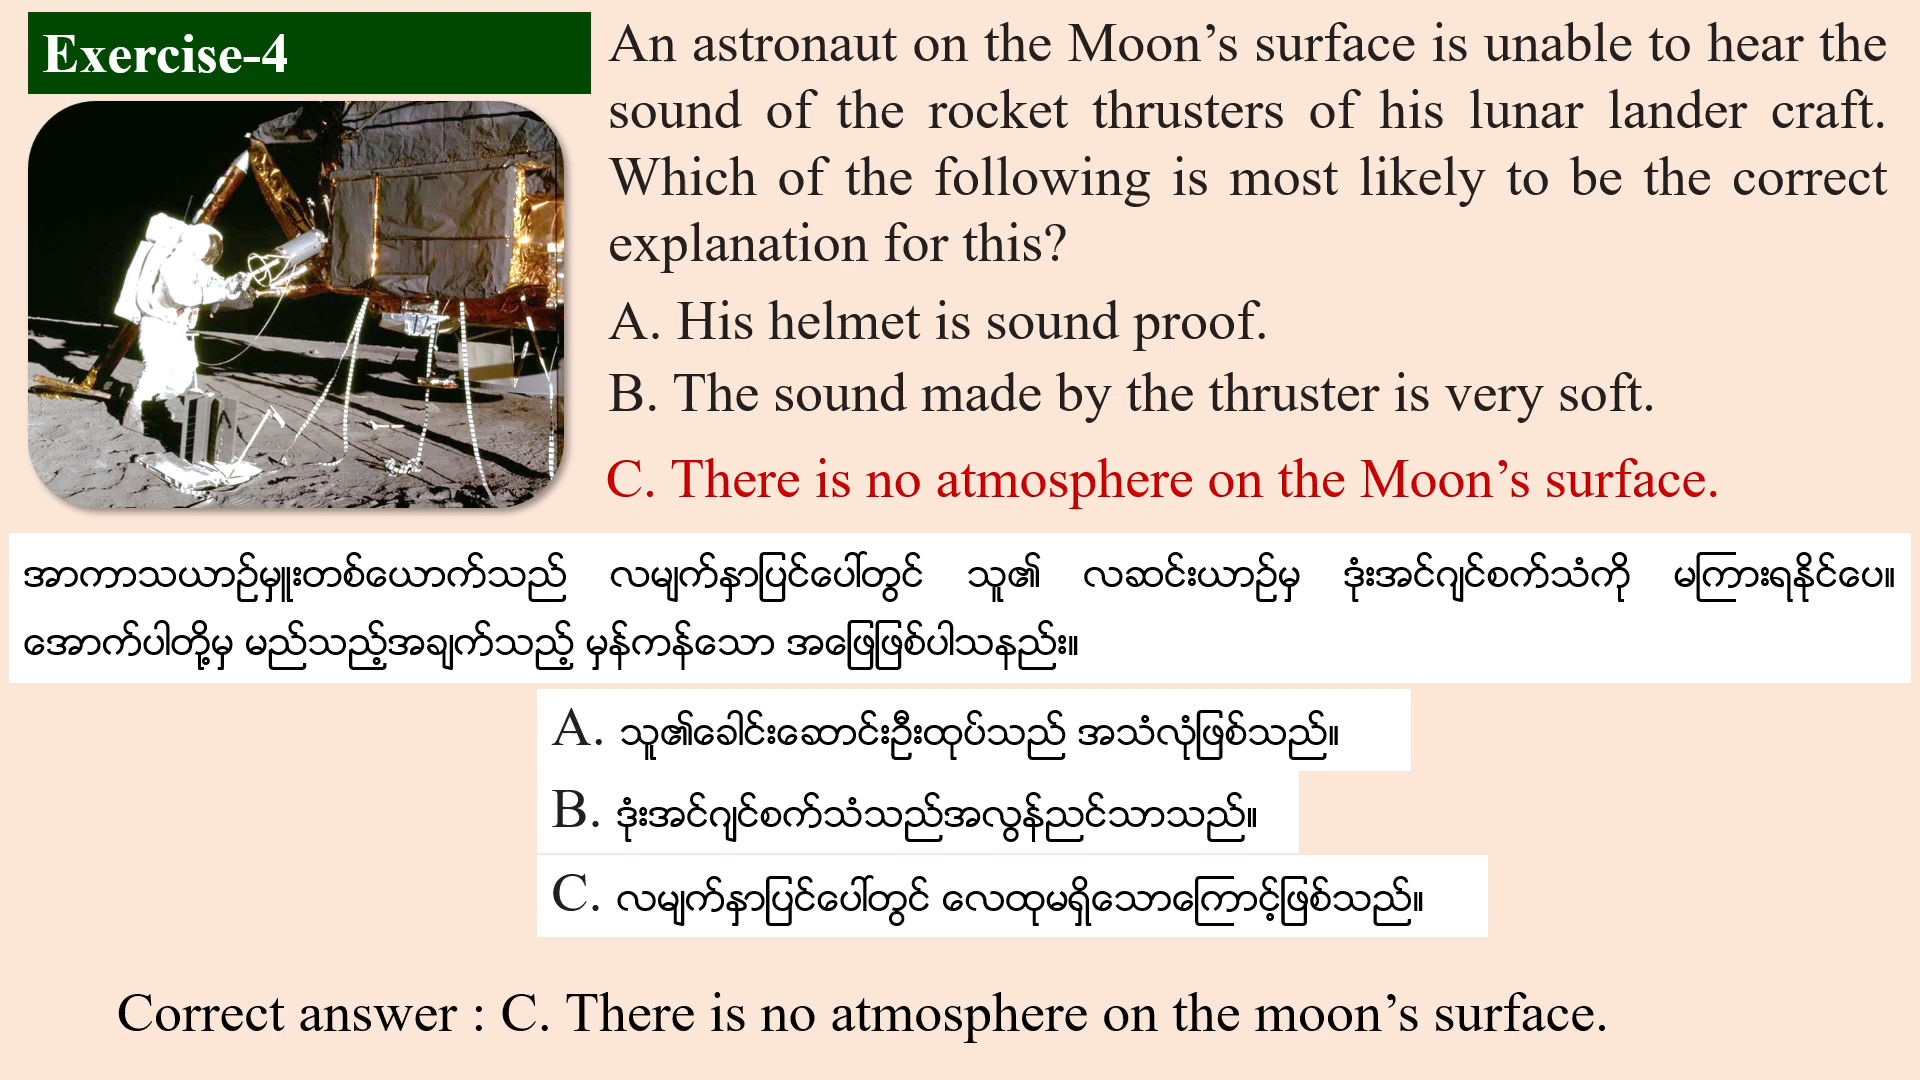 Exercise-4
An astronaut on the Moon’s surface is unable to hear the
sound of the rocket thrusters of his lunar lander craft.
Which of the following is most likely to be the correct
explanation for this?
A. His helmet is sound proof.
B. The sound made by the thruster is very soft.
C. There is no atmosphere on the Moon’s surface.
အာကာသယာဉ်မှူးတစ်ယောက်သည် လမျက်နှာပြင်ပေါ်တွင် သူ၏ လဆင်းယာဉ်မှ ဒုံးအင်ဂျင်စက်သံကို မကြားရနိုင်ပေ။
အောက်ပါတို့မှ မည်သည့်အချက်သည့် မှန်ကန်သော အဖြေဖြစ်ပါသနည်း။
A. သူ၏ခေါင်းဆောင်းဦးထုပ်သည် အသံလုံဖြစ်သည်။
B. ဒုံးအင်ဂျင်စက်သံသည်အလွန်ညင်သာသည်။
C. လမျက်နှာပြင်ပေါ်တွင် လေထုမရှိသောကြောင့်ဖြစ်သည်။
Correct answer : C. There is no atmosphere on the moon’s surface.